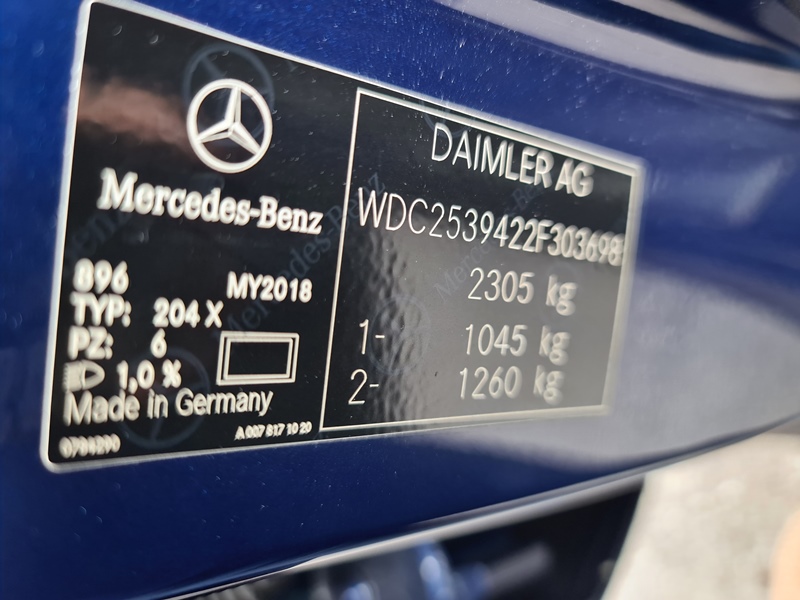 Mercedes-Benz
896 MY2018
TYP: 204 X
PZ: 6
1,0 %
Made in Germany
0784290 A 007 817 10 20
DAIMLER AG
2305 kg
1- 1045 kg
2- 1260 kg